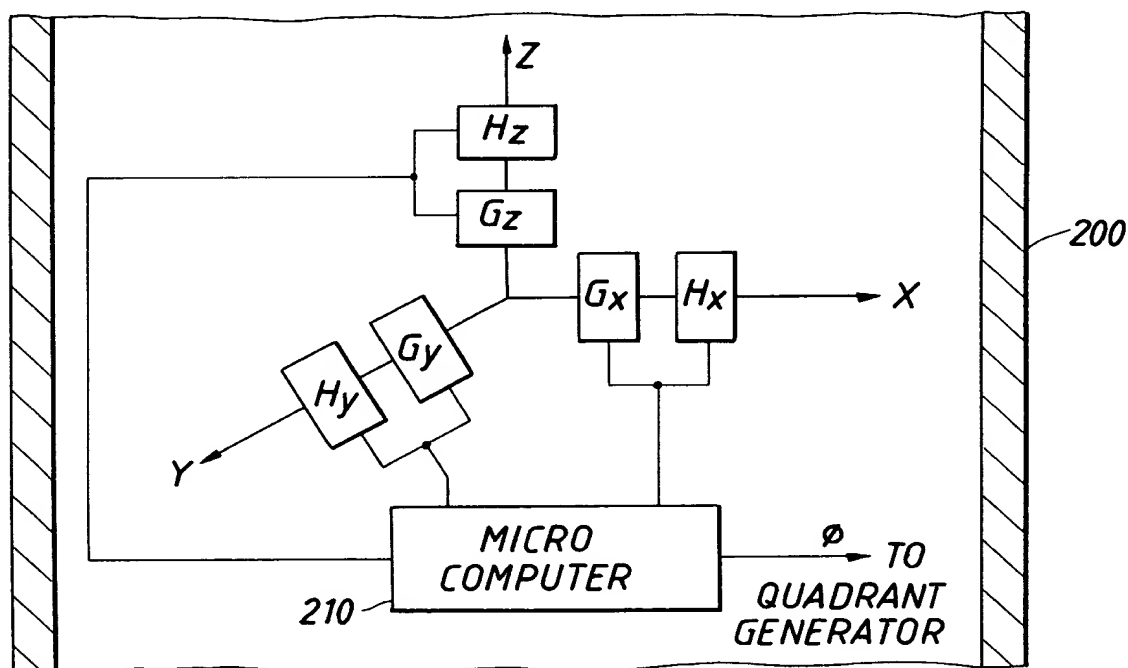 Z
Hz
Gz
200
Gx
Hx
X
Gy
Hy
Y
MICRO
COMPUTER
φ
TO
QUADRANT
GENERATOR
210